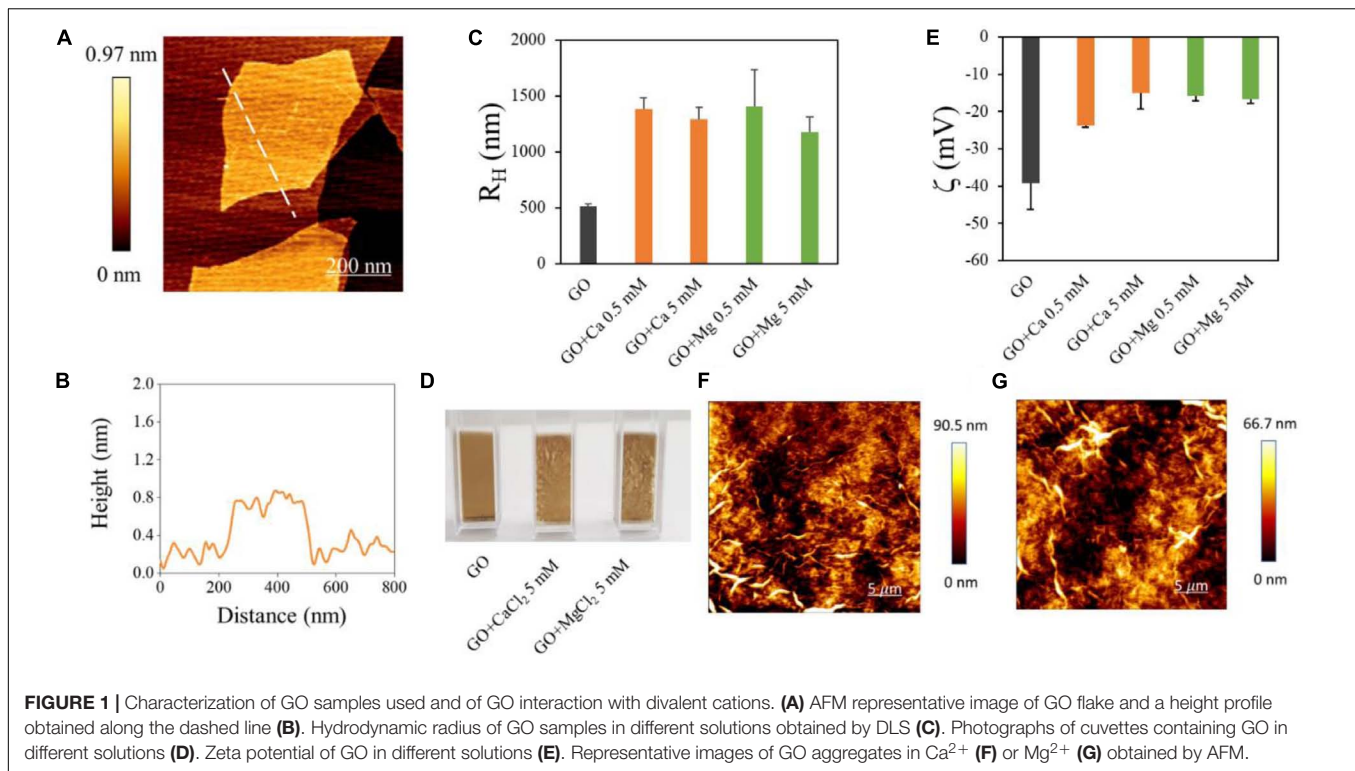 A
0.97 nm
0 nm
200 nm
C
2000
1500
1000
500
0
R_H (nm)
GO
GO+Ca 0.5 mM
GO+Ca 5 mM
GO+Mg 0.5 mM
GO+Mg 5 mM
E
0
-10
-20
-30
-40
-50
-60
ζ (mV)
GO
GO+Ca 0.5 mM
GO+Ca 5 mM
GO+Mg 0.5 mM
GO+Mg 5 mM
B
2.0
1.6
1.2
0.8
0.4
0.0
Height (nm)
0 200 400 600 800
Distance (nm)
D
GO
GO+CaCl₂ 5 mM
GO+MgCl₂ 5 mM
F
90.5 nm
0 nm
5 μm
G
66.7 nm
0 nm
5 μm
FIGURE 1 | Characterization of GO samples used and of GO interaction with divalent cations. (A) AFM representative image of GO flake and a height profile
obtained along the dashed line (B). Hydrodynamic radius of GO samples in different solutions obtained by DLS (C). Photographs of cuvettes containing GO in
different solutions (D). Zeta potential of GO in different solutions (E). Representative images of GO aggregates in Ca²⁺ (F) or Mg²⁺ (G) obtained by AFM.